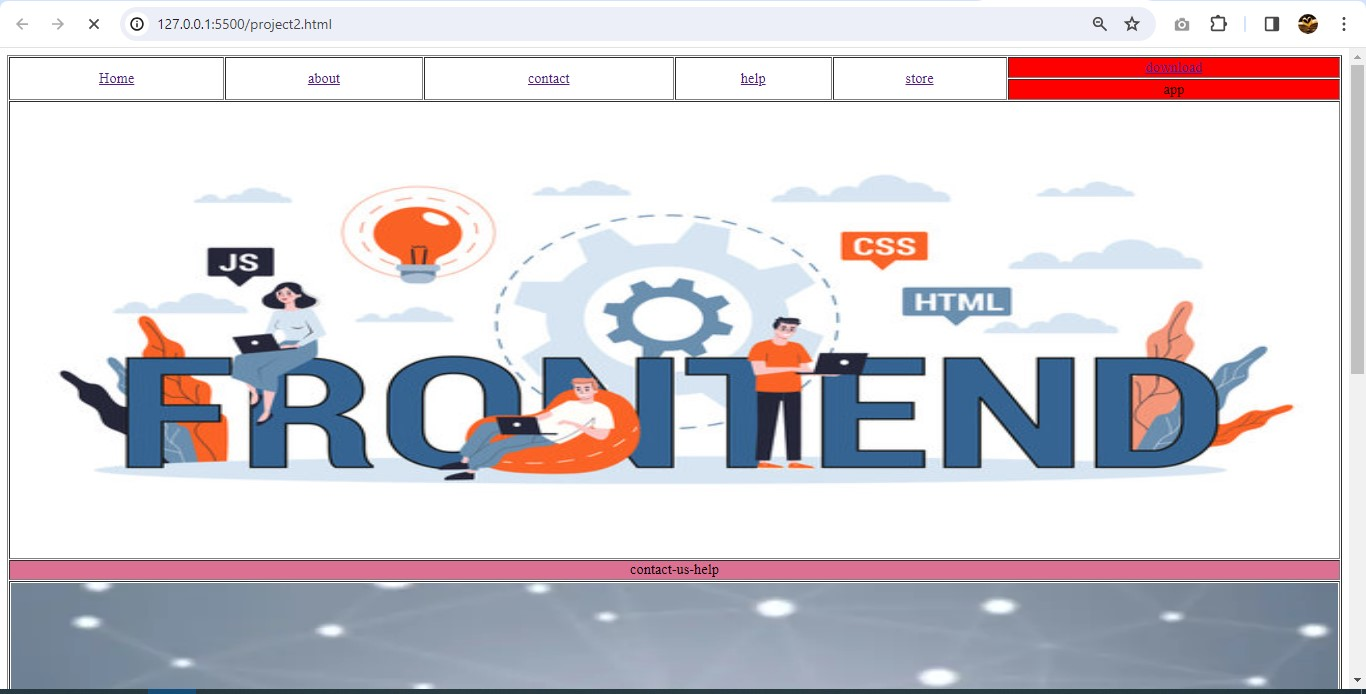 127.0.0.1:5500/project2.html
Home about contact help store download
app
JS
CSS
HTML
FRONTEND
contact-us-help